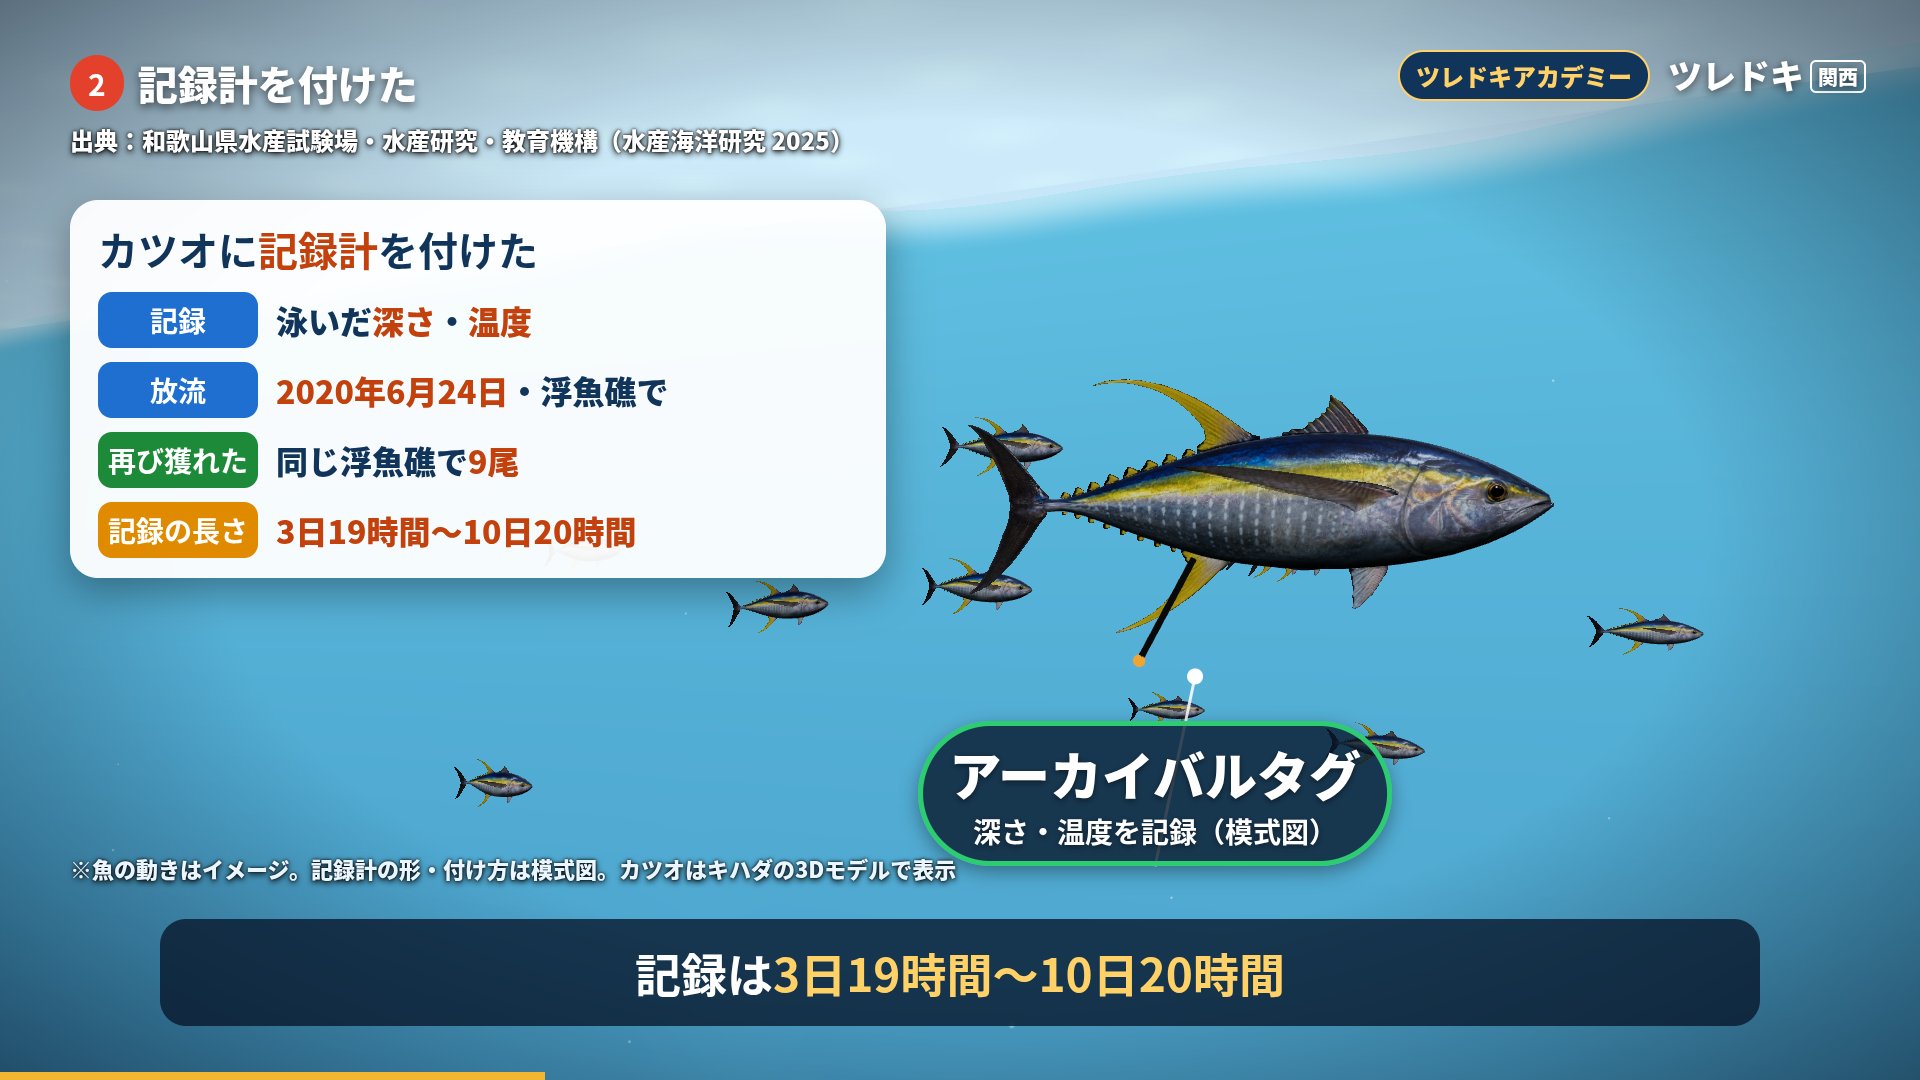 2 記録計を付けた
ツレドキアカデミー ツレドキ 関西
出典：和歌山県水産試験場・水産研究・教育機構（水産海洋研究 2025）
カツオに記録計を付けた
記録 泳いだ深さ・温度
放流 2020年6月24日・浮魚礁で
再び獲れた 同じ浮魚礁で9尾
記録の長さ 3日19時間〜10日20時間
アーカイバルタグ
深さ・温度を記録（模式図）
※魚の動きはイメージ。記録計の形・付け方は模式図。カツオはキハダの3Dモデルで表示
記録は3日19時間〜10日20時間